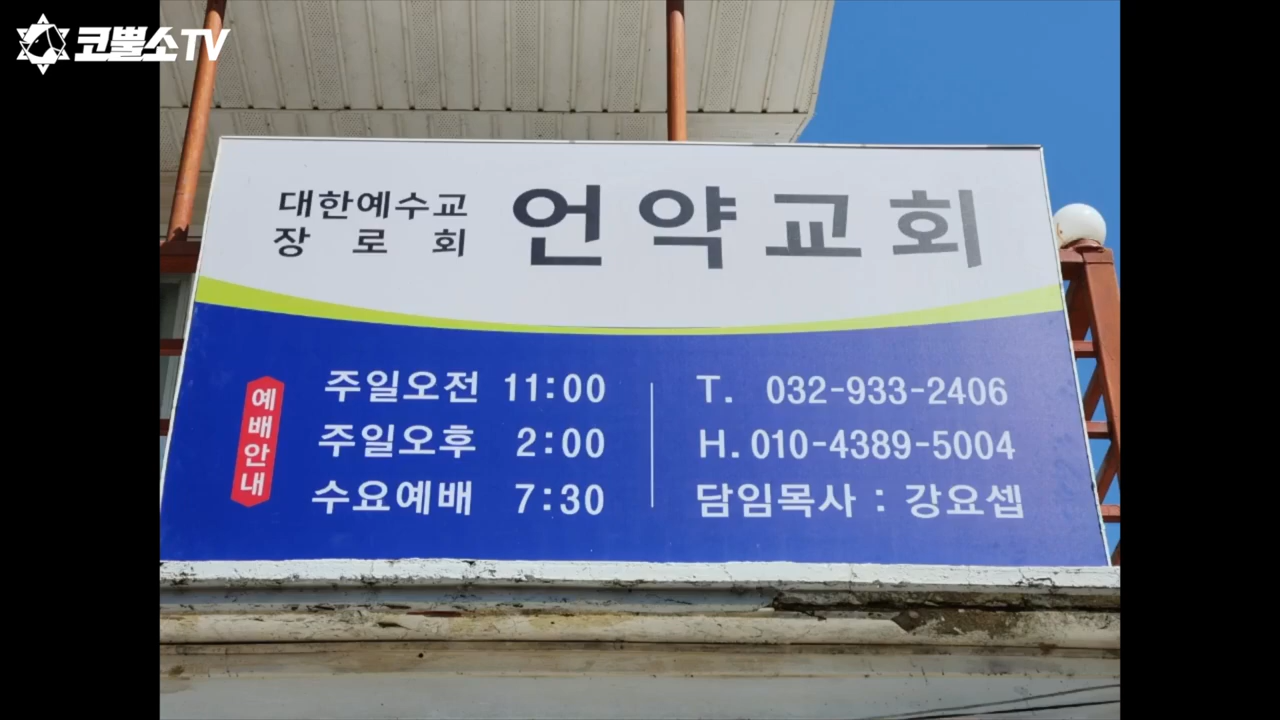 코뿔소TV
대한예수교
장로회
언약교회
예배안내
주일오전 11:00
주일오후 2:00
수요예배 7:30
T. 032-933-2406
H. 010-4389-5004
담임목사 : 강요셉